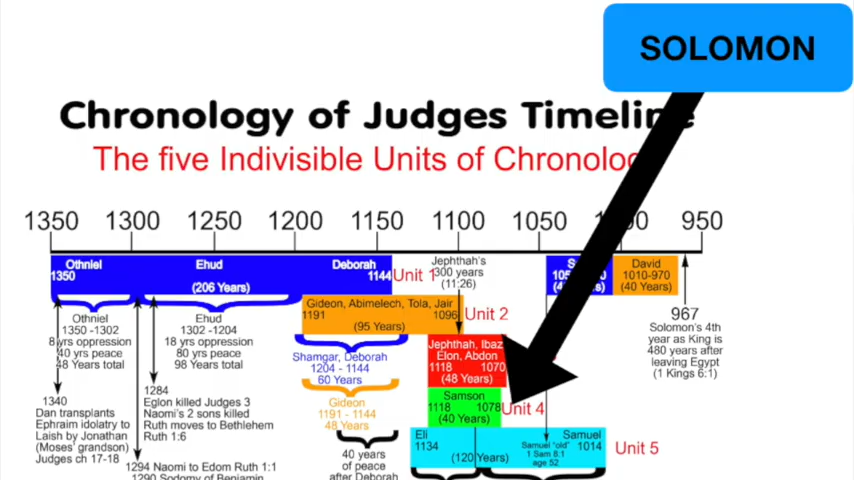 SOLOMON
Chronology of Judges Timeline
The five Indivisible Units of
1350 1300 1250 1200 1150 1100 1050 950
Othniel
1350
Ehud
(206 Years)
Deborah
1144
Unit 1
Jephthah's
300 years
(11:26)
David
1010-970
(40 Years)
Gideon, Abimelech, Tola, Jair
1191 1096
(95 Years)
Unit 2
967
Solomon's 4th
year as King is
480 years after
leaving Egypt
(1 Kings 6:1)
Othniel
1350 -1302
8 yrs oppression
40 yrs peace
48 Years total
Ehud
1302 -1204
18 yrs oppression
80 yrs peace
98 Years total
Shamgar, Deborah
1204 - 1144
60 Years
Jephthah, Ibaz
Elon, Abdon
1118 1070
(48 Years)
Gideon
1191 - 1144
48 Years
Samson
1118 1078
(40 Years)
Unit 4
1340
Dan transplants
Ephraim idolatry to
Laish by Jonathan
(Moses' grandson)
Judges ch 17-18
1284
Eglon killed Judges 3
Naomi's 2 sons killed
Ruth moves to Bethlehem
Ruth 1:6
Eli
1134
(120 Years)
Samuel "old"
1 Sam 8:1
age 52
Samuel
1014
Unit 5
40 years
of peace
after Deborah
1294 Naomi to Edom Ruth 1:1
1290 Sodomy of Benjamin